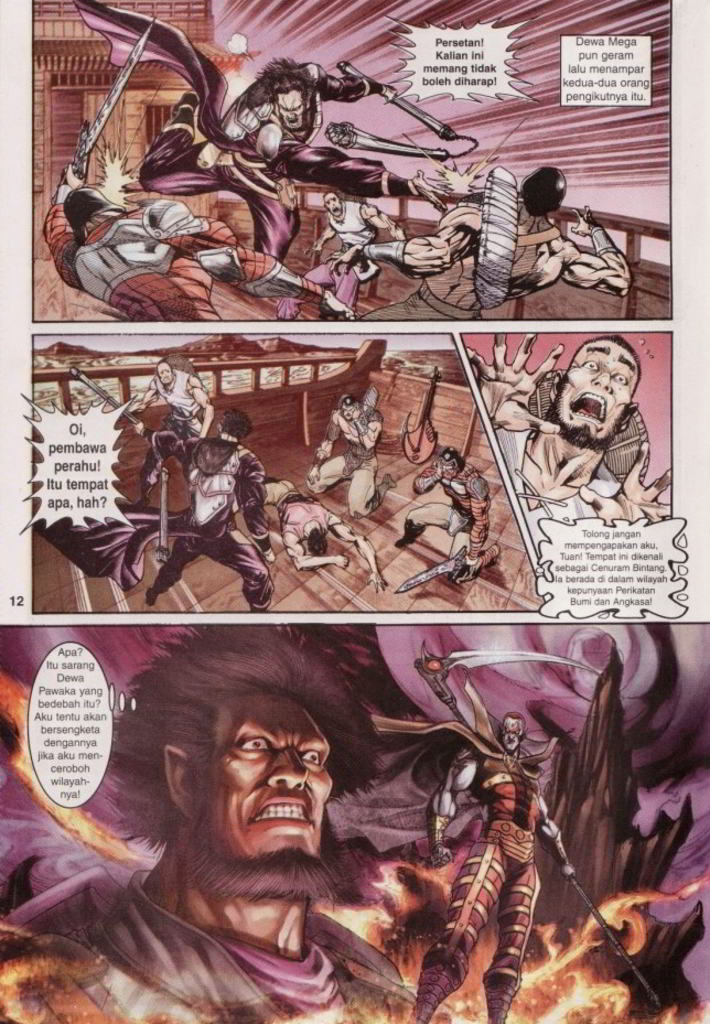 Persetan!
Kalian ini
memang tidak
boleh diharap!
Dewa Mega
pun geram
lalu menampar
kedua-dua orang
pengikutnya itu.
Oi,
pembawa
perahu!
Itu tempat
apa, hah?
Tolong jangan
mempengapakan aku,
Tuan! Tempat ini dikenali
sebagai Cenuram Bintang.
Ia berada di dalam wilayah
kepunyaan Perikatan
Bumi dan Angkasa!
12
Apa?
Itu sarang
Dewa
Pawaka yang
bedebah itu?
Aku tentu akan
bersengketa
dengannya
jika aku men-
ceroboh
wilayah-
nya!